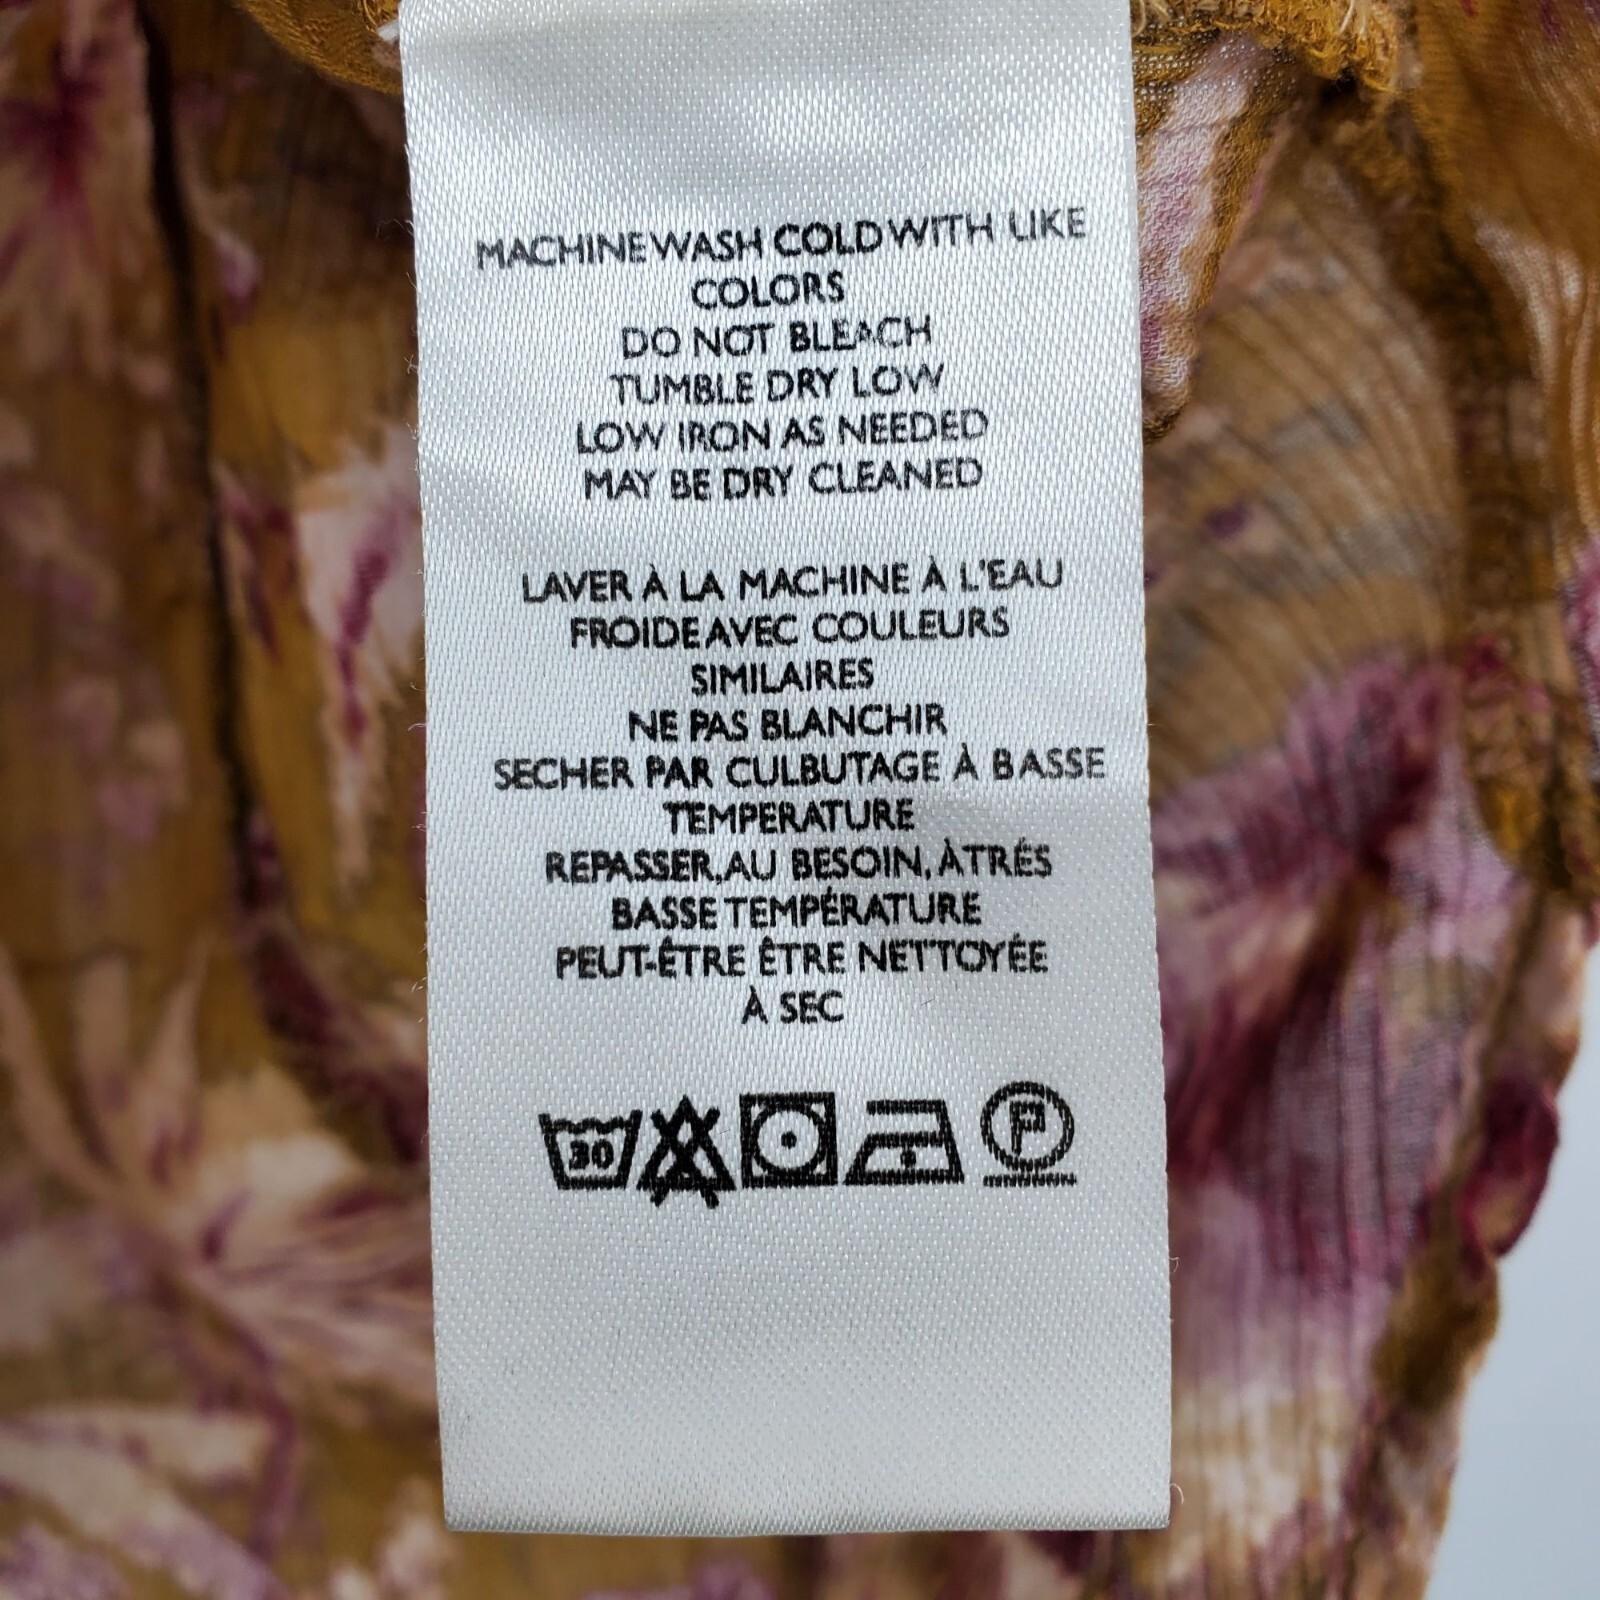 MACHINE WASH COLD WITH LIKE
COLORS
DO NOT BLEACH
TUMBLE DRY LOW
LOW IRON AS NEEDED
MAY BE DRY CLEANED
LAVER À LA MACHINE À L'EAU
FROIDE AVEC COULEURS
SIMILAIRES
NE PAS BLANCHIR
SECHER PAR CULBUTAGE À BASSE
TEMPERATURE
REPASSER, AU BESOIN, À TRÉS
BASSE TEMPÉRATURE
PEUT-ÊTRE ÊTRE NETTOYÉE
À SEC
30 P